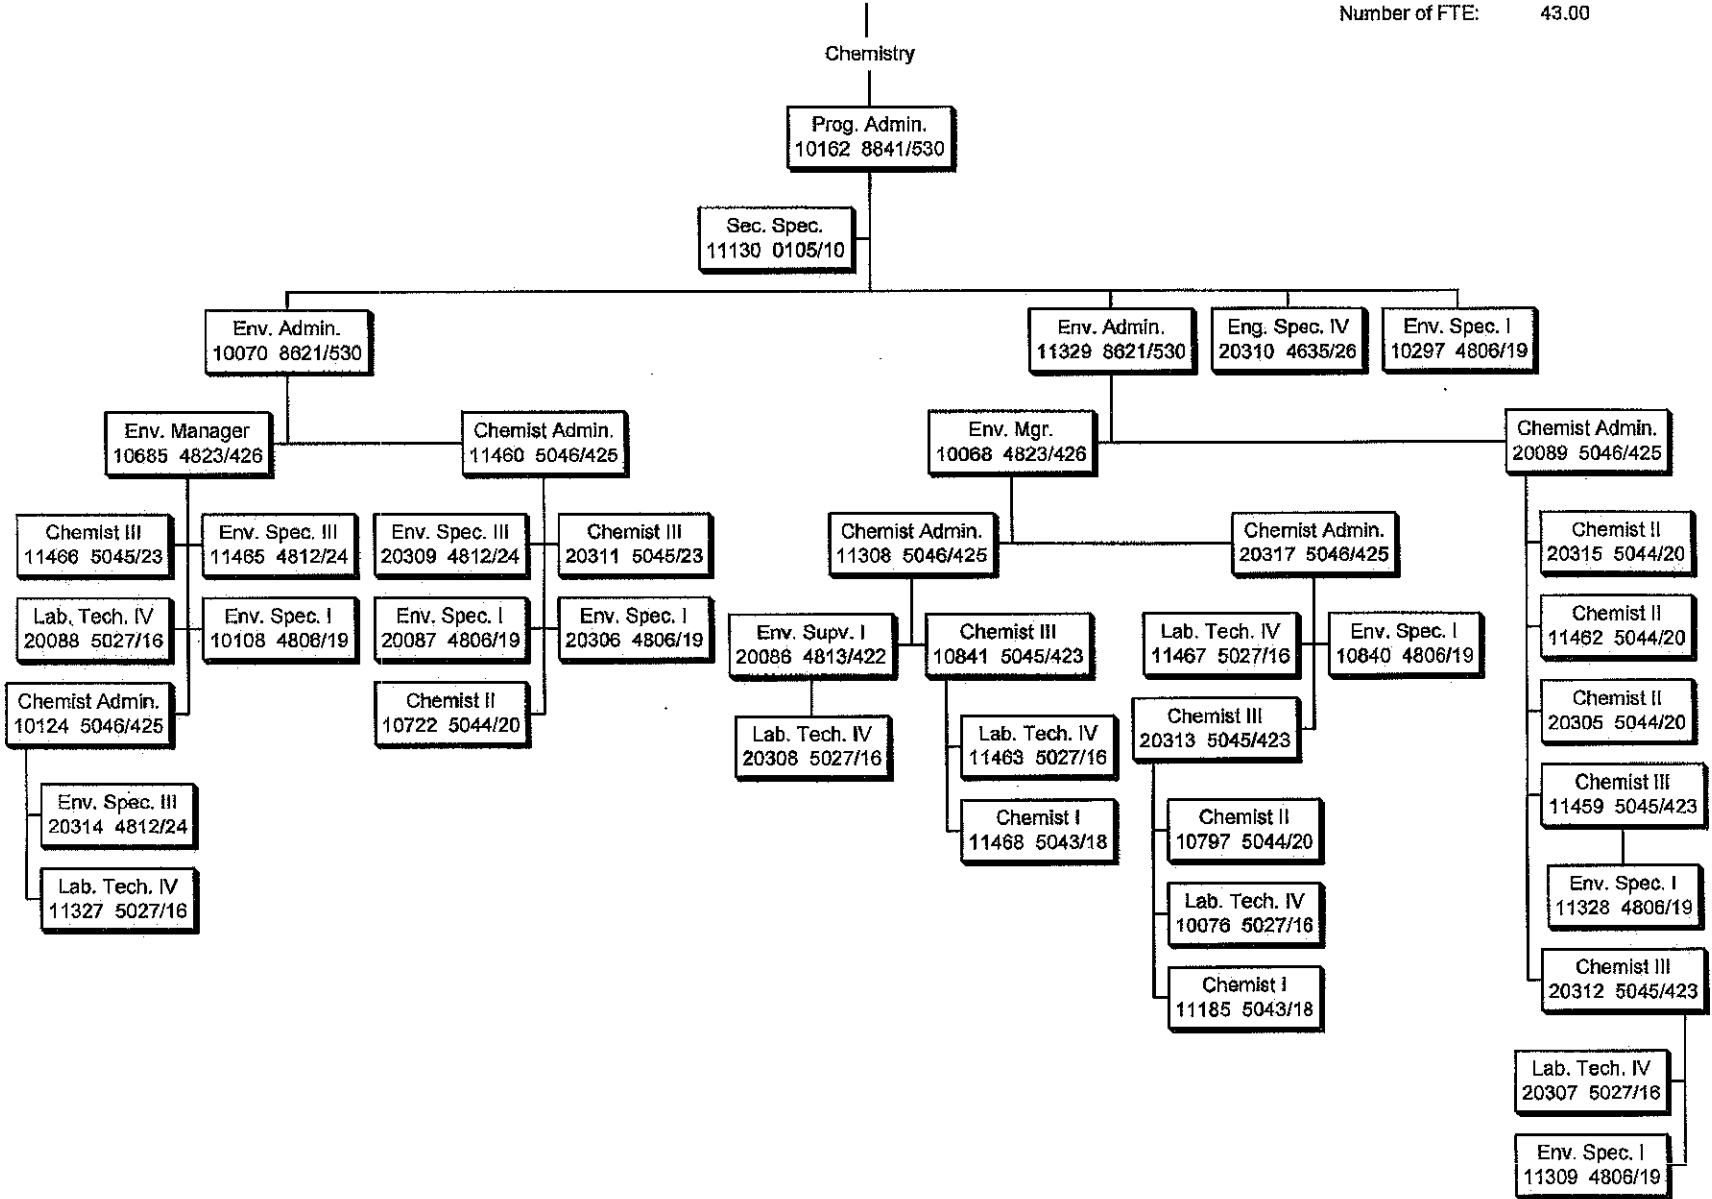 Number of FTE: 43.00
Chemistry
Prog. Admin.
10162 8841/530
Sec. Spec.
11130 0105/10
Env. Admin.
10070 8621/530
Env. Admin.
11329 8621/530
Eng. Spec. IV
20310 4635/26
Env. Spec. I
10297 4806/19
Env. Manager
10685 4823/426
Chemist Admin.
11460 5046/425
Env. Mgr.
10068 4823/426
Chemist Admin.
20089 5046/425
Chemist III
11466 5045/23
Env. Spec. III
11465 4812/24
Env. Spec. III
20309 4812/24
Chemist III
20311 5045/23
Chemist Admin.
11308 5046/425
Chemist Admin.
20317 5046/425
Chemist II
20315 5044/20
Lab. Tech. IV
20088 5027/16
Env. Spec. I
10108 4806/19
Env. Spec. I
20087 4806/19
Env. Spec. I
20306 4806/19
Env. Supv. I
20086 4813/422
Chemist III
10841 5045/423
Lab. Tech. IV
11467 5027/16
Env. Spec. I
10840 4806/19
Chemist II
11462 5044/20
Chemist Admin.
10124 5046/425
Chemist II
10722 5044/20
Lab. Tech. IV
20308 5027/16
Lab. Tech. IV
11463 5027/16
Chemist III
20313 5045/423
Chemist II
20305 5044/20
Env. Spec. III
20314 4812/24
Chemist I
11468 5043/18
Chemist II
10797 5044/20
Chemist III
11459 5045/423
Lab. Tech. IV
11327 5027/16
Lab. Tech. IV
10076 5027/16
Env. Spec. I
11328 4806/19
Chemist I
11185 5043/18
Chemist III
20312 5045/423
Lab. Tech. IV
20307 5027/16
Env. Spec. I
11309 4806/19